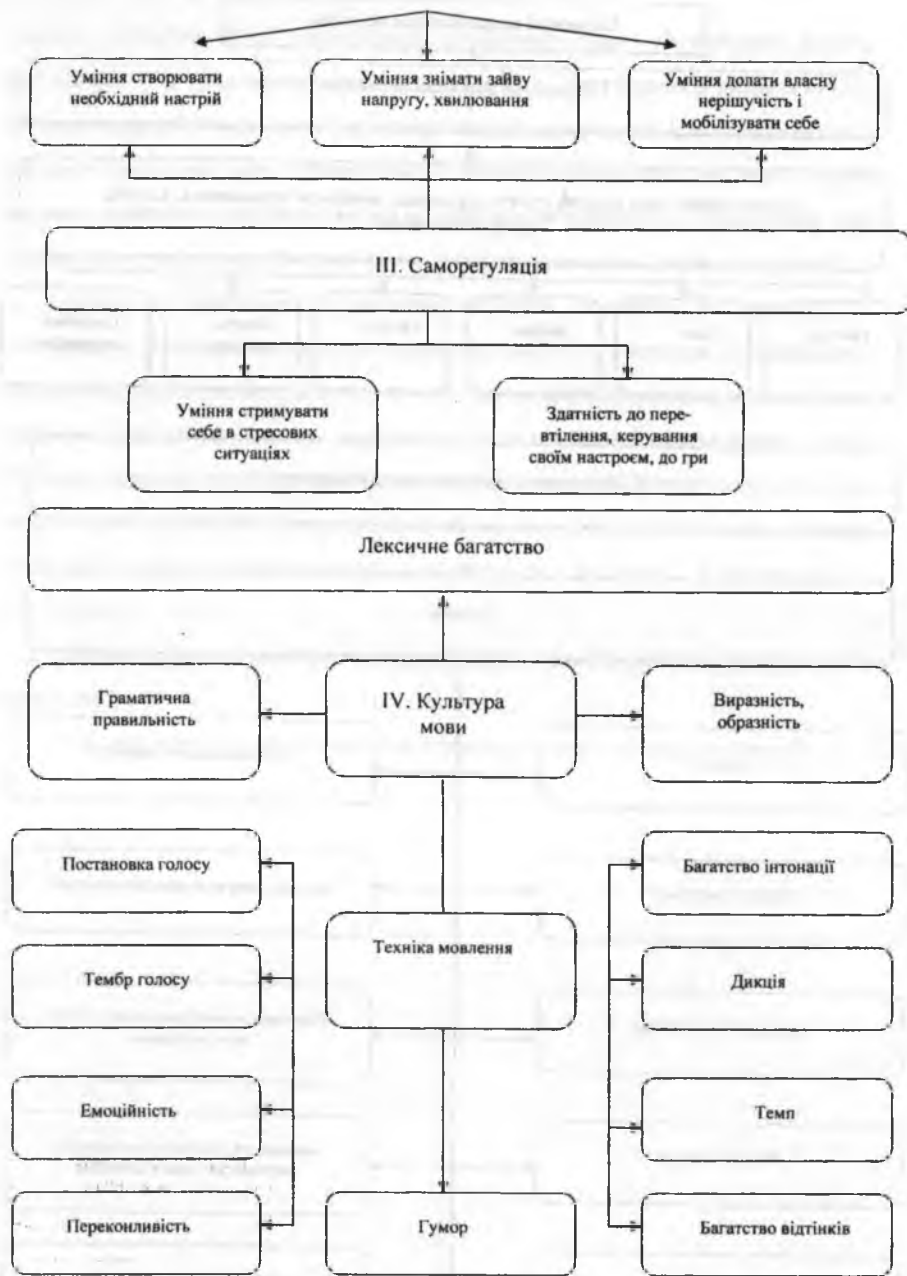 Уміння створювати
необхідний настрій
Уміння знімати зайву
напругу, хвилювання
Уміння долати власну
нерішучість і
мобілізувати себе
III. Саморегуляція
Уміння стримувати
себе в стресових
ситуаціях
Здатність до пере-
втілення, керування
своїм настроєм, до гри
Лексичне багатство
Граматична
правильність
IV. Культура
мови
Виразність,
образність
Постановка голосу
Багатство інтонації
Техніка мовлення
Тембр голосу
Дикція
Емоційність
Темп
Переконливість
Гумор
Багатство відтінків